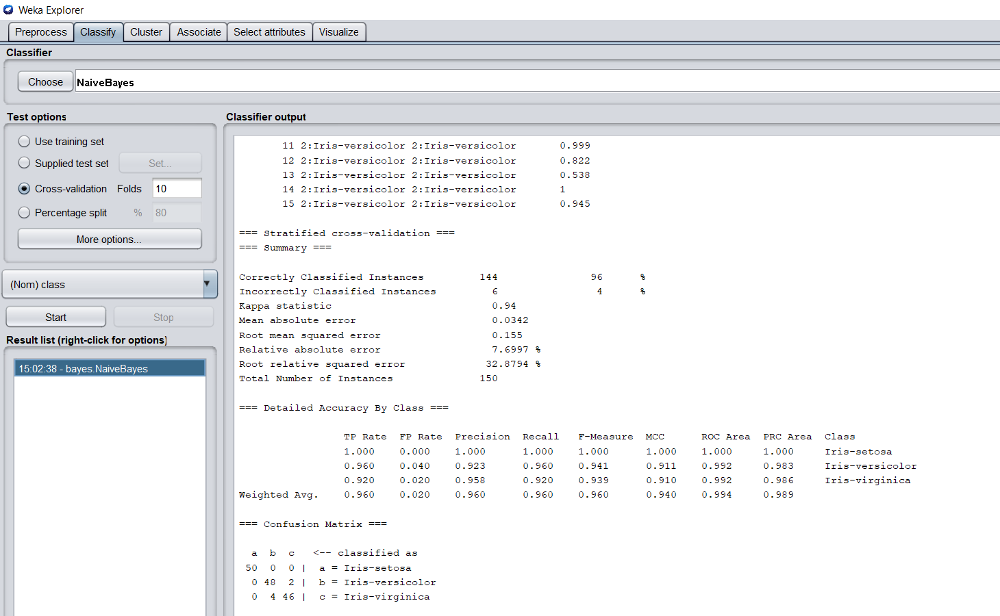 Weka Explorer
Preprocess Classify Cluster Associate Select attributes Visualize
Classifier
Choose NaiveBayes
Test options
Use training set
Supplied test set Set...
Cross-validation Folds 10
Percentage split % 80
More options...
(Nom) class
Start Stop
Result list (right-click for options)
15:02:38 - bayes.NaiveBayes
Classifier output
11 2:Iris-versicolor 2:Iris-versicolor 0.999
12 2:Iris-versicolor 2:Iris-versicolor 0.822
13 2:Iris-versicolor 2:Iris-versicolor 0.538
14 2:Iris-versicolor 2:Iris-versicolor 1
15 2:Iris-versicolor 2:Iris-versicolor 0.945
=== Stratified cross-validation ===
=== Summary ===
Correctly Classified Instances 144 96 %
Incorrectly Classified Instances 6 4 %
Kappa statistic 0.94
Mean absolute error 0.0342
Root mean squared error 0.155
Relative absolute error 7.6997 %
Root relative squared error 32.8794 %
Total Number of Instances 150
=== Detailed Accuracy By Class ===
TP Rate FP Rate Precision Recall F-Measure MCC ROC Area PRC Area Class
1.000 0.000 1.000 1.000 1.000 1.000 1.000 1.000 Iris-setosa
0.960 0.040 0.923 0.960 0.941 0.911 0.992 0.983 Iris-versicolor
0.920 0.020 0.958 0.920 0.939 0.910 0.992 0.986 Iris-virginica
Weighted Avg. 0.960 0.020 0.960 0.960 0.960 0.940 0.994 0.989
=== Confusion Matrix ===
a b c <-- classified as
50 0 0 | a = Iris-setosa
0 48 2 | b = Iris-versicolor
0 4 46 | c = Iris-virginica